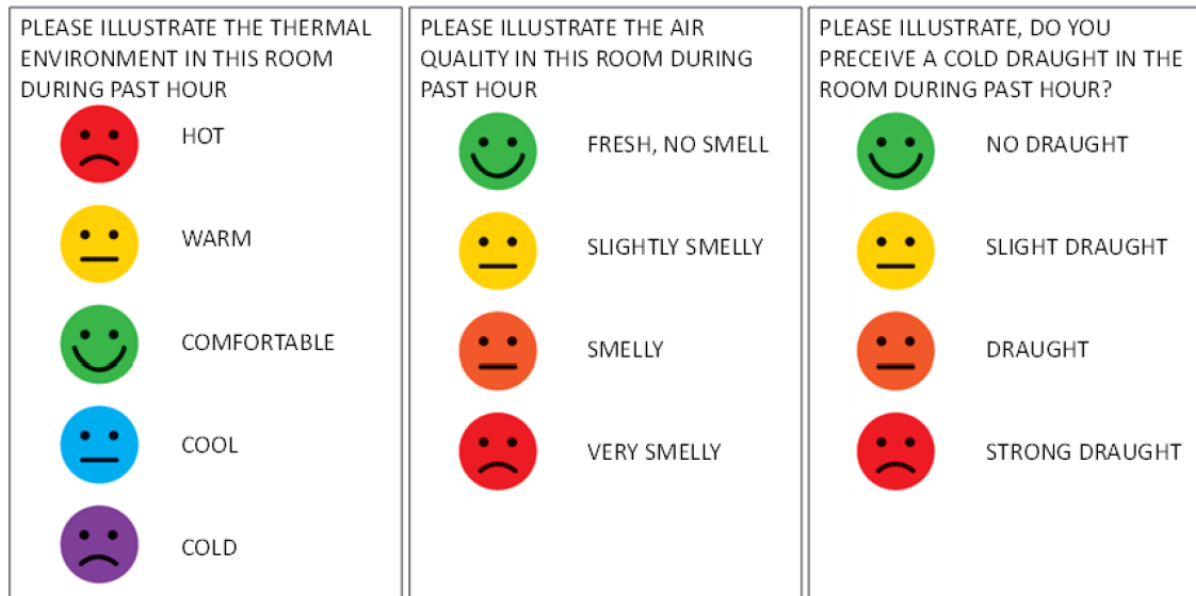 PLEASE ILLUSTRATE THE THERMAL
ENVIRONMENT IN THIS ROOM
DURING PAST HOUR
HOT
WARM
COMFORTABLE
COOL
COLD
PLEASE ILLUSTRATE THE AIR
QUALITY IN THIS ROOM DURING
PAST HOUR
FRESH, NO SMELL
SLIGHTLY SMELLY
SMELLY
VERY SMELLY
PLEASE ILLUSTRATE, DO YOU
PRECEIVE A COLD DRAUGHT IN THE
ROOM DURING PAST HOUR?
NO DRAUGHT
SLIGHT DRAUGHT
DRAUGHT
STRONG DRAUGHT